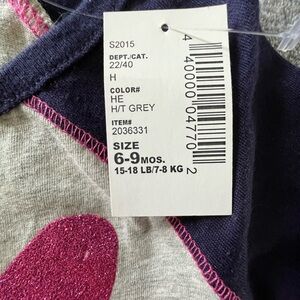 S2015
DEPT./CAT.
22/40
H
COLOR#
HE
H/T GREY
ITEM#
2036331
SIZE
6-9MOS.
15-18 LB/7-8 KG
4 40000 04770 2